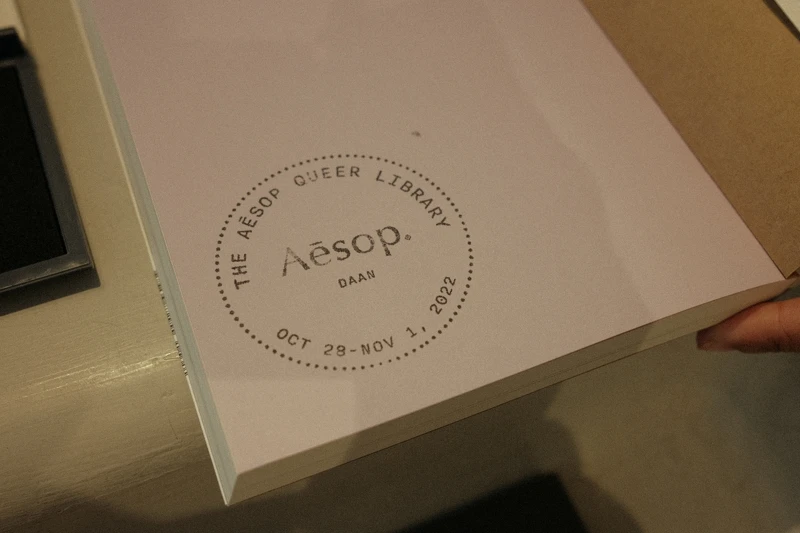 THE AĒSOP QUEER LIBRARY
Aēsop.
DAAN
OCT 28-NOV 1, 2022